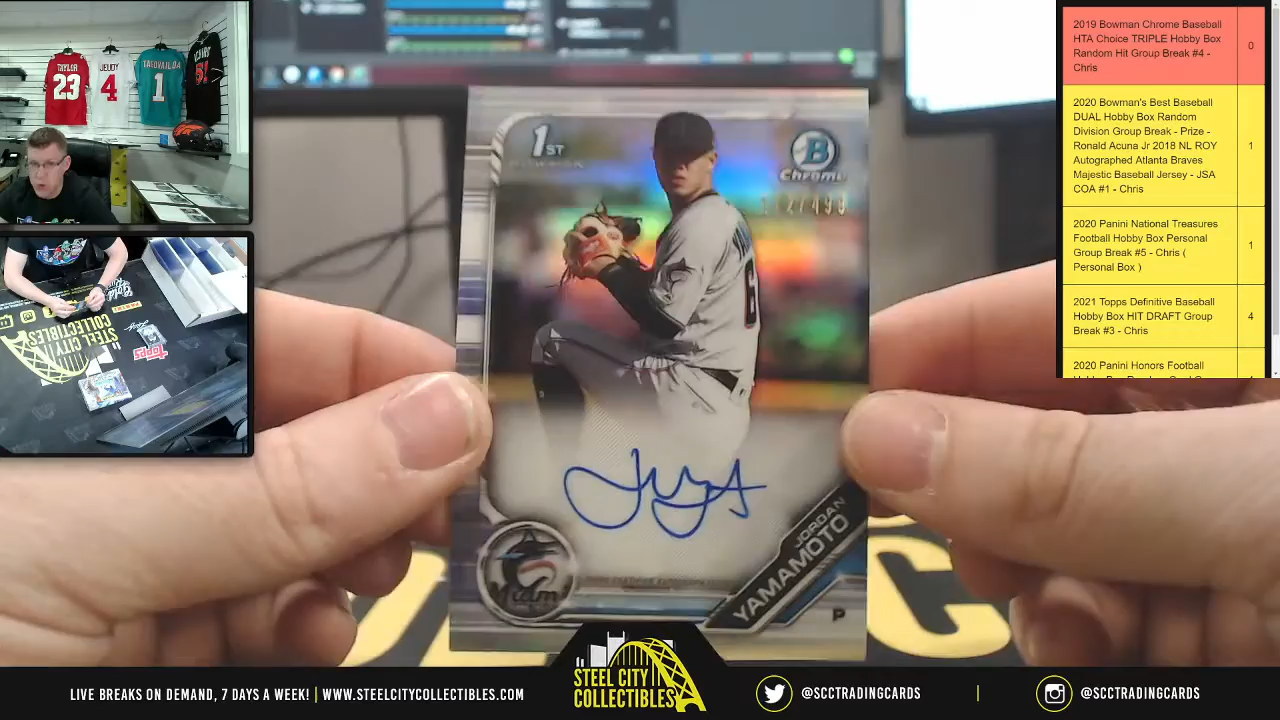 TAYLOR
23
JEUDY
4
TAGOVAILOA
1
51
STEEL CITY
COLLECTIBLES
topps
1ST
B
Chrome
/499
6
JORDAN
YAMAMOTO
P
2019 Bowman Chrome Baseball
HTA Choice TRIPLE Hobby Box
Random Hit Group Break #4 -
Chris
0
2020 Bowman's Best Baseball
DUAL Hobby Box Random
Division Group Break - Prize -
Ronald Acuna Jr 2018 NL ROY
Autographed Atlanta Braves
Majestic Baseball Jersey - JSA
COA #1 - Chris
1
2020 Panini National Treasures
Football Hobby Box Personal
Group Break #5 - Chris (
Personal Box )
1
2021 Topps Definitive Baseball
Hobby Box HIT DRAFT Group
Break #3 - Chris
4
2020 Panini Honors Football
LIVE BREAKS ON DEMAND, 7 DAYS A WEEK! | WWW.STEELCITYCOLLECTIBLES.COM
STEEL CITY
COLLECTIBLES
@SCCTRADINGCARDS
@SCCTRADINGCARDS